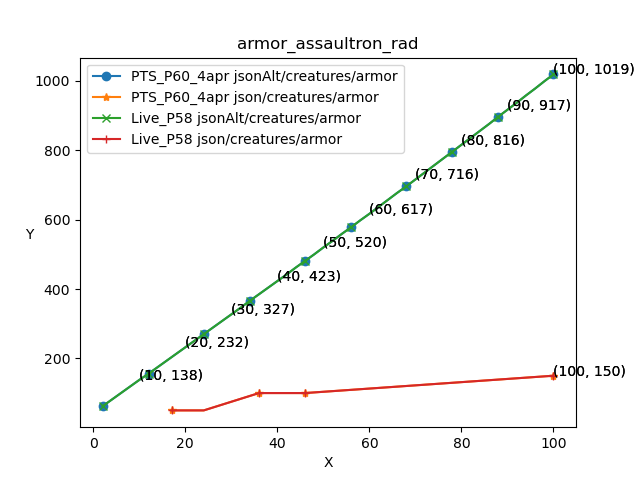 armor_assaultron_rad
PTS_P60_4apr jsonAlt/creatures/armor
PTS_P60_4apr json/creatures/armor
Live_P58 jsonAlt/creatures/armor
Live_P58 json/creatures/armor
(100, 1019)
(90, 917)
(80, 816)
(70, 716)
(60, 617)
(50, 520)
(40, 423)
(30, 327)
(20, 232)
(10, 138)
(100, 150)
Y
1000
800
600
400
200
0 20 40 60 80 100
X